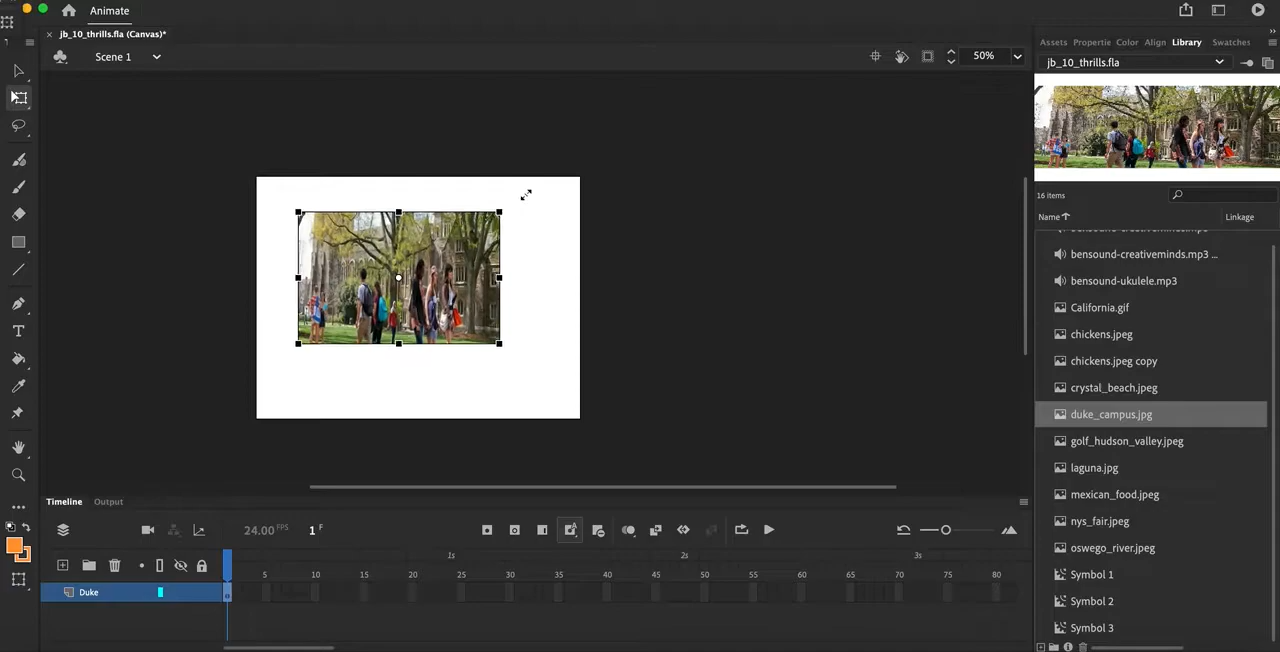 Animate
jb_10_thrills.fla (Canvas)*
Scene 1
50%
Assets Propertie Color Align Library Swatches
jb_10_thrills.fla
16 items
Name Linkage
bensound-creativeminds.mp3
bensound-creativeminds.mp3 ...
bensound-ukulele.mp3
California.gif
chickens.jpeg
chickens.jpeg copy
crystal_beach.jpeg
duke_campus.jpg
golf_hudson_valley.jpeg
laguna.jpg
mexican_food.jpeg
nys_fair.jpeg
oswego_river.jpeg
Symbol 1
Symbol 2
Symbol 3
Timeline Output
24.00 FPS 1 F
1s 2s 3s
5 10 15 20 25 30 35 40 45 50 55 60 65 70 75 80
Duke